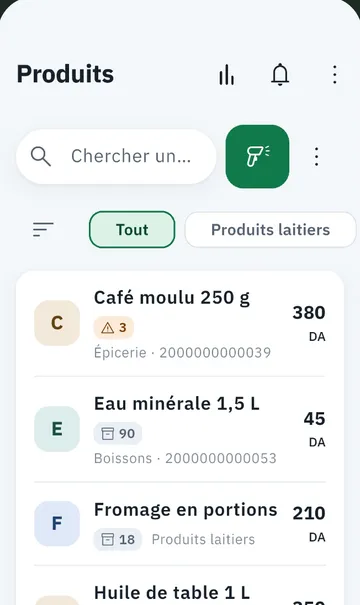 Produits
Chercher un...
Tout
Produits laitiers
C
Café moulu 250 g
3
Épicerie · 2000000000039
380
DA
E
Eau minérale 1,5 L
90
Boissons · 2000000000053
45
DA
F
Fromage en portions
18 Produits laitiers
210
DA
Huile de table 1 L